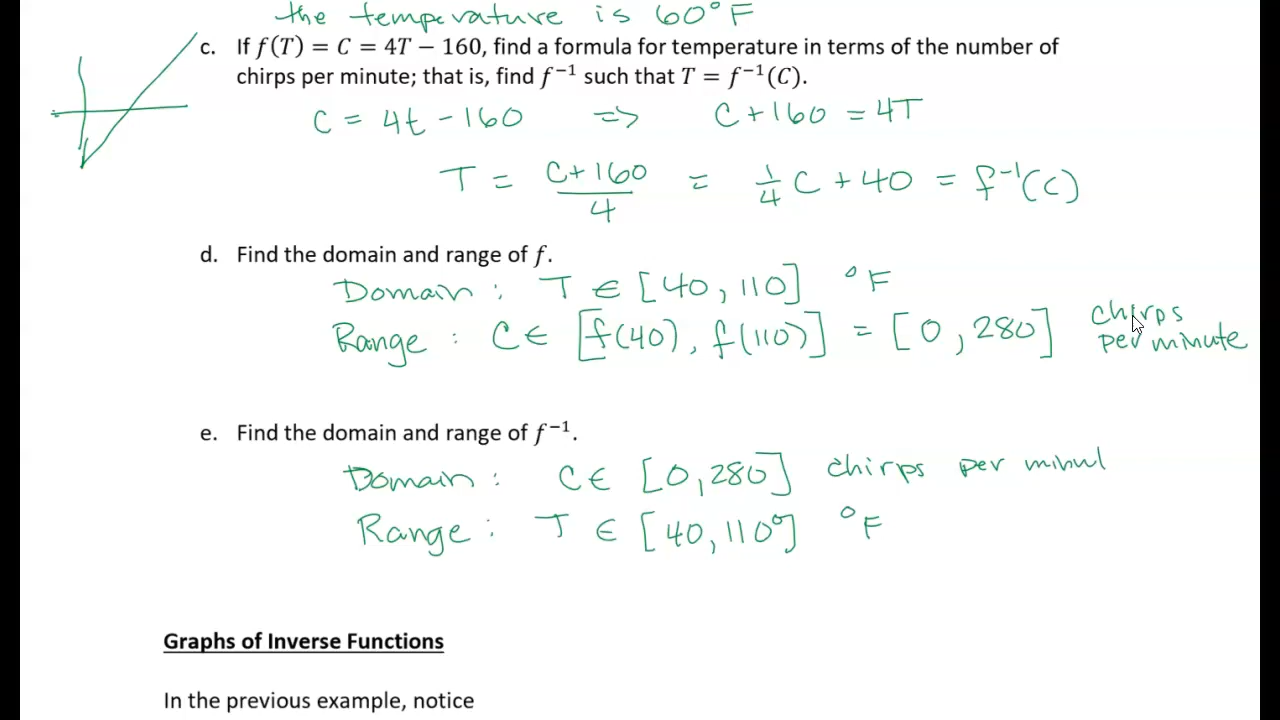 the temperature is 60°F
c. If f(T) = C = 4T − 160, find a formula for temperature in terms of the number of
chirps per minute; that is, find f⁻¹ such that T = f⁻¹(C).
C = 4t - 160 => C + 160 = 4T
T = (C + 160)/4 = 1/4 C + 40 = f⁻¹(C)
d. Find the domain and range of f.
Domain : T ∈ [40, 110] °F
Range : C ∈ [f(40), f(110)] = [0, 280] chirps per minute
e. Find the domain and range of f⁻¹.
Domain : C ∈ [0, 280] chirps per minut
Range : T ∈ [40, 110°] °F
Graphs of Inverse Functions
In the previous example, notice